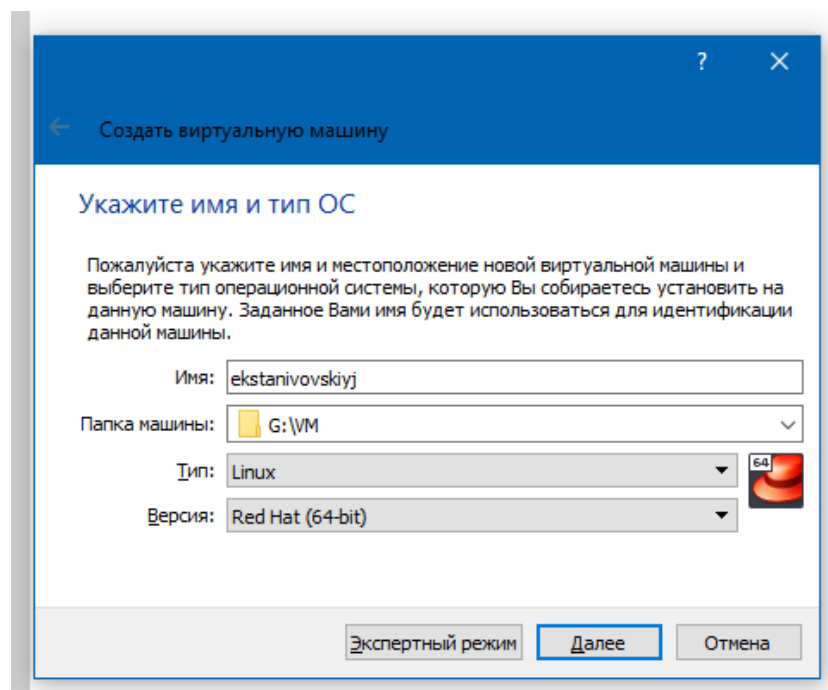 ?
Создать виртуальную машину
Укажите имя и тип ОС
Пожалуйста укажите имя и местоположение новой виртуальной машины и
выберите тип операционной системы, которую Вы собираетесь установить на
данную машину. Заданное Вами имя будет использоваться для идентификации
данной машины.
Имя: ekstanivovskiyj
Папка машины: G:\VM
Тип: Linux
64
Версия: Red Hat (64-bit)
Экспертный режим Далее Отмена